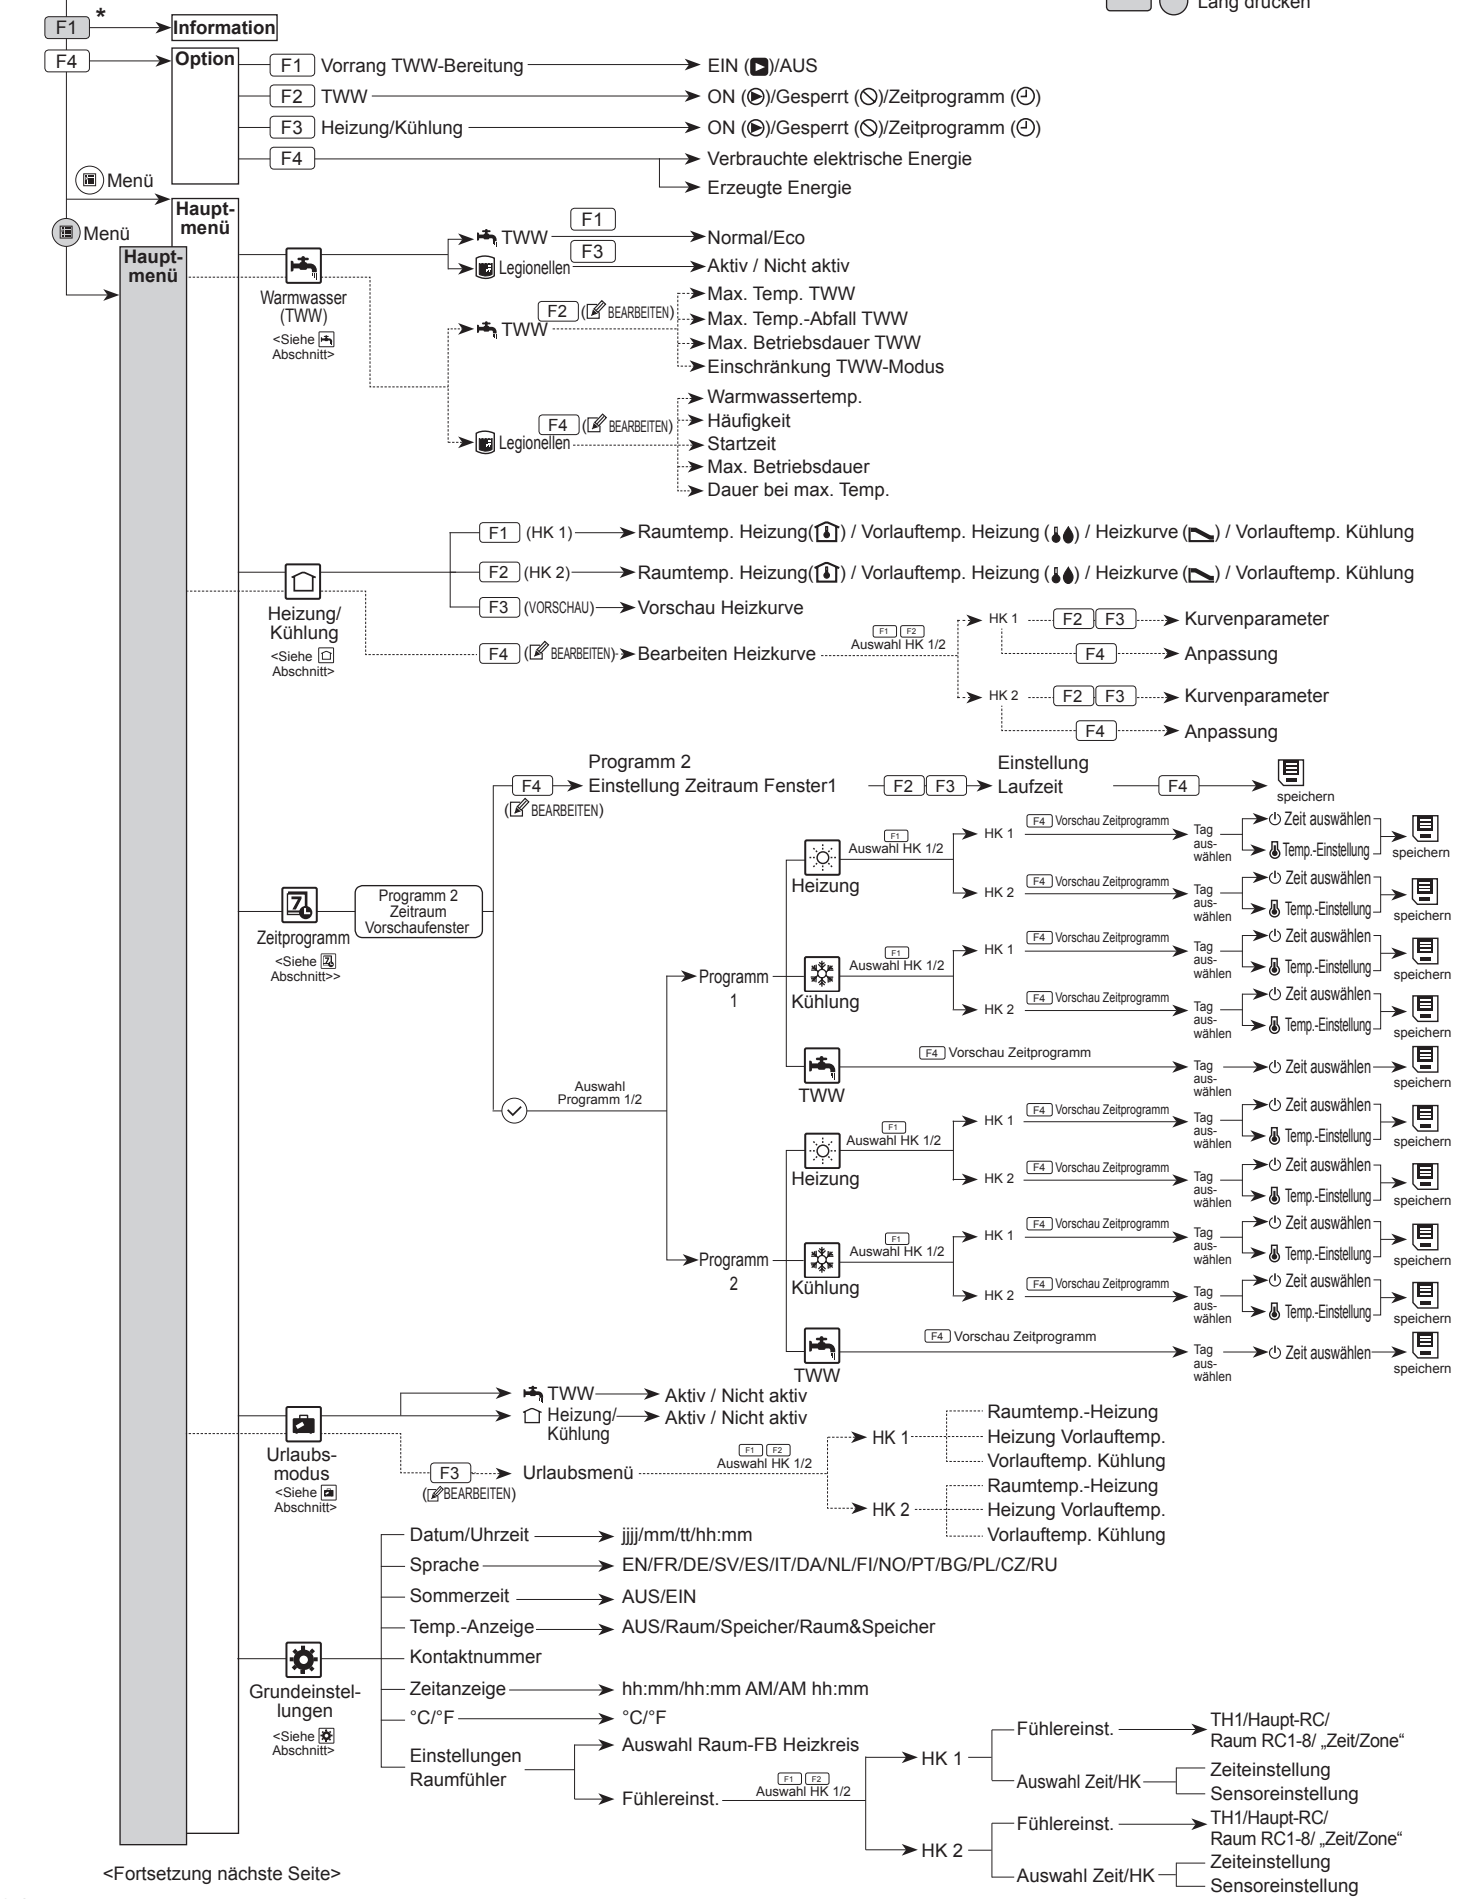 Lang drücken
F1 * Information
F4 Option
F1 Vorrang TWW-Bereitung EIN ()/AUS
F2 TWW ON ()/Gesperrt ()/Zeitprogramm ()
F3 Heizung/Kühlung ON ()/Gesperrt ()/Zeitprogramm ()
F4 Verbrauchte elektrische Energie
Erzeugte Energie
Menü
Haupt-
menü
Menü
Haupt-
menü
Warmwasser
(TWW)
<Siehe
Abschnitt>
TWW F1 Normal/Eco
Legionellen F3 Aktiv / Nicht aktiv
TWW F2 (BEARBEITEN)
Max. Temp. TWW
Max. Temp.-Abfall TWW
Max. Betriebsdauer TWW
Einschränkung TWW-Modus
Legionellen F4 (BEARBEITEN)
Warmwassertemp.
Häufigkeit
Startzeit
Max. Betriebsdauer
Dauer bei max. Temp.
Heizung/
Kühlung
<Siehe
Abschnitt>
F1 (HK 1) Raumtemp. Heizung() / Vorlauftemp. Heizung () / Heizkurve () / Vorlauftemp. Kühlung
F2 (HK 2) Raumtemp. Heizung() / Vorlauftemp. Heizung () / Heizkurve () / Vorlauftemp. Kühlung
F3 (VORSCHAU) Vorschau Heizkurve
F4 (BEARBEITEN) Bearbeiten Heizkurve
F1 F2
Auswahl HK 1/2
HK 1 F2 F3 Kurvenparameter
F4 Anpassung
HK 2 F2 F3 Kurvenparameter
F4 Anpassung
Zeitprogramm
<Siehe
Abschnitt>>
Programm 2
Zeitraum
Vorschaufenster
F4
(BEARBEITEN)
Programm 2
Einstellung Zeitraum Fenster1
F2 F3
Einstellung
Laufzeit
F4
speichern
Auswahl
Programm 1/2
Programm
1
Heizung
F1
Auswahl HK 1/2
HK 1 F4 Vorschau Zeitprogramm
Tag
aus-
wählen
Zeit auswählen
Temp.-Einstellung
speichern
HK 2 F4 Vorschau Zeitprogramm
Tag
aus-
wählen
Zeit auswählen
Temp.-Einstellung
speichern
Kühlung
F1
Auswahl HK 1/2
HK 1 F4 Vorschau Zeitprogramm
Tag
aus-
wählen
Zeit auswählen
Temp.-Einstellung
speichern
HK 2 F4 Vorschau Zeitprogramm
Tag
aus-
wählen
Zeit auswählen
Temp.-Einstellung
speichern
TWW
F4 Vorschau Zeitprogramm
Tag
aus-
wählen
Zeit auswählen
speichern
Programm
2
Heizung
F1
Auswahl HK 1/2
HK 1 F4 Vorschau Zeitprogramm
Tag
aus-
wählen
Zeit auswählen
Temp.-Einstellung
speichern
HK 2 F4 Vorschau Zeitprogramm
Tag
aus-
wählen
Zeit auswählen
Temp.-Einstellung
speichern
Kühlung
F1
Auswahl HK 1/2
HK 1 F4 Vorschau Zeitprogramm
Tag
aus-
wählen
Zeit auswählen
Temp.-Einstellung
speichern
HK 2 F4 Vorschau Zeitprogramm
Tag
aus-
wählen
Zeit auswählen
Temp.-Einstellung
speichern
TWW
F4 Vorschau Zeitprogramm
Tag
aus-
wählen
Zeit auswählen
speichern
Urlaubs-
modus
<Siehe
Abschnitt>
TWW Aktiv / Nicht aktiv
Heizung/ Aktiv / Nicht aktiv
Kühlung
F3
(BEARBEITEN)
Urlaubsmenü
F1 F2
Auswahl HK 1/2
HK 1
Raumtemp.-Heizung
Heizung Vorlauftemp.
Vorlauftemp. Kühlung
HK 2
Raumtemp.-Heizung
Heizung Vorlauftemp.
Vorlauftemp. Kühlung
Grundeinstel-
lungen
<Siehe
Abschnitt>
Datum/Uhrzeit jjjj/mm/tt/hh:mm
Sprache EN/FR/DE/SV/ES/IT/DA/NL/FI/NO/PT/BG/PL/CZ/RU
Sommerzeit AUS/EIN
Temp.-Anzeige AUS/Raum/Speicher/Raum&Speicher
Kontaktnummer
Zeitanzeige hh:mm/hh:mm AM/AM hh:mm
°C/°F °C/°F
Einstellungen
Raumfühler
Auswahl Raum-FB Heizkreis
Fühlereinst.
F1 F2
Auswahl HK 1/2
HK 1
Fühlereinst.
TH1/Haupt-RC/
Raum RC1-8/ „Zeit/Zone“
Auswahl Zeit/HK
Zeiteinstellung
Sensoreinstellung
HK 2
Fühlereinst.
TH1/Haupt-RC/
Raum RC1-8/ „Zeit/Zone“
Auswahl Zeit/HK
Zeiteinstellung
Sensoreinstellung
<Fortsetzung nächste Seite>